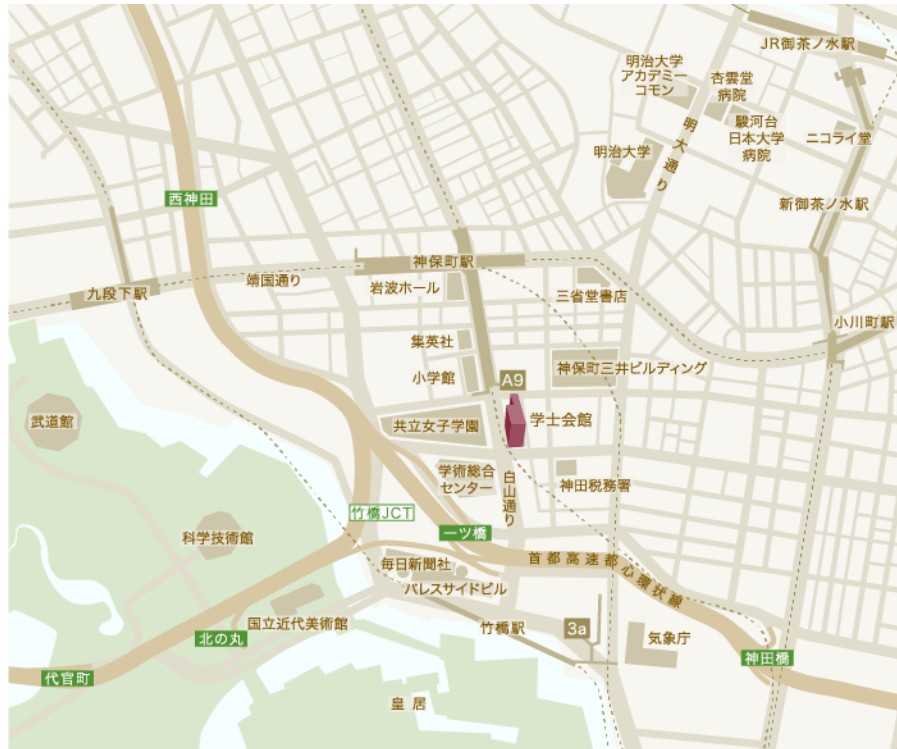 JR御茶ノ水駅
明治大学
アカデミー
コモン
杏雲堂
病院
駿河台
日本大学
病院
ニコライ堂
明大通り
明治大学
西神田
新御茶ノ水駅
神保町駅
靖国通り
九段下駅
岩波ホール
三省堂書店
小川町駅
集英社
神保町三井ビルディング
小学館
A9
武道館
共立女子学園
学士会館
学術総合
センター
白山通り
神田税務署
竹橋JCT
一ツ橋
科学技術館
毎日新聞社
首都高速都心環状線
パレスサイドビル
国立近代美術館
竹橋駅
3a
気象庁
北の丸
神田橋
代官町
皇居